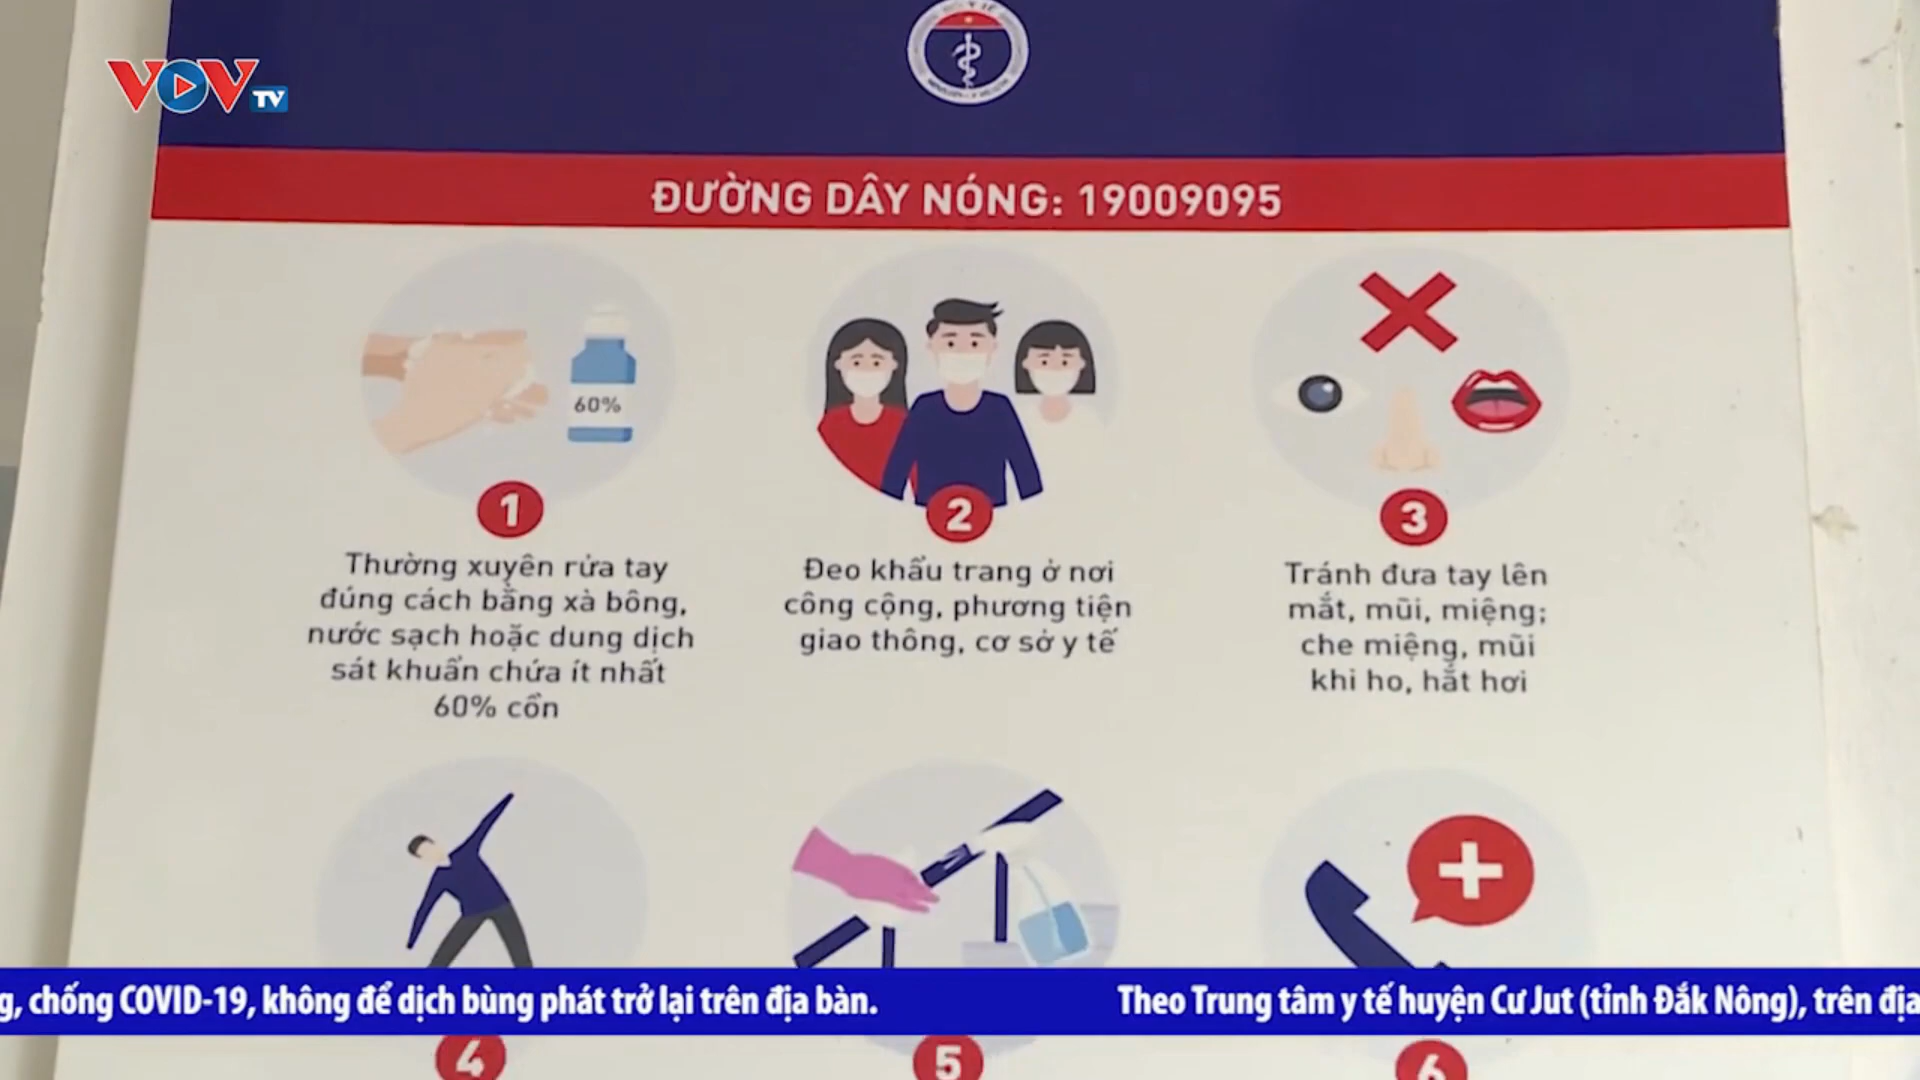 VOV TV
ĐƯỜNG DÂY NÓNG: 19009095
60%
1
Thường xuyên rửa tay
đúng cách bằng xà bông,
nước sạch hoặc dung dịch
sát khuẩn chứa ít nhất
60% cồn
2
Đeo khẩu trang ở nơi
công cộng, phương tiện
giao thông, cơ sở y tế
3
Tránh đưa tay lên
mắt, mũi, miệng;
che miệng, mũi
khi ho, hắt hơi
chống COVID-19, không để dịch bùng phát trở lại trên địa bàn.
Theo Trung tâm y tế huyện Cư Jut (tỉnh Đắk Nông), trên địa
4
5
6